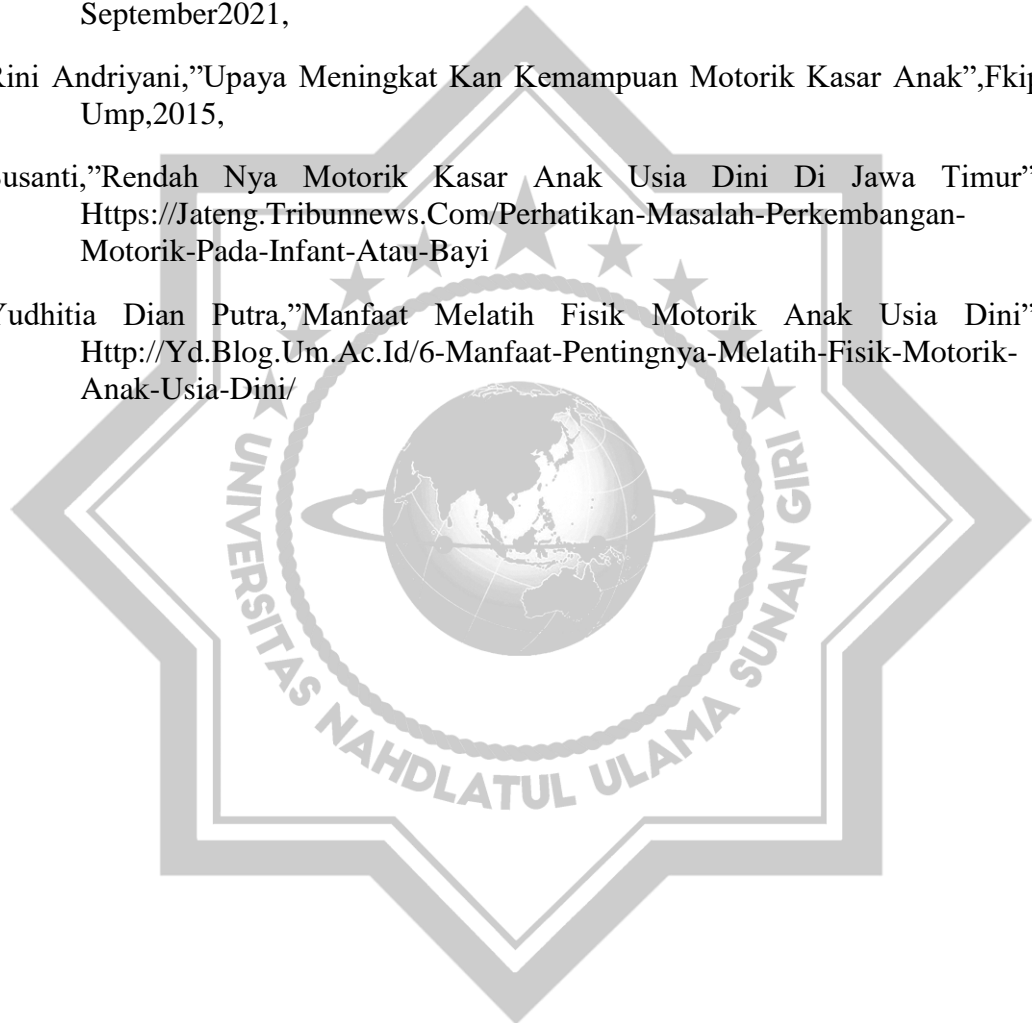 September2021,
Rini Andriyani,”Upaya Meningkat Kan Kemampuan Motorik Kasar Anak”,Fkip
Ump,2015,
Susanti,”Rendah Nya Motorik Kasar Anak Usia Dini Di Jawa Timur”
Https://Jateng.Tribunnews.Com/Perhatikan-Masalah-Perkembangan-
Motorik-Pada-Infant-Atau-Bayi
Yudhitia Dian Putra,”Manfaat Melatih Fisik Motorik Anak Usia Dini”
Http://Yd.Blog.Um.Ac.Id/6-Manfaat-Pentingnya-Melatih-Fisik-Motorik-
Anak-Usia-Dini/
UNIVERSITAS NAHDLATUL ULAMA SUNAN GIRI